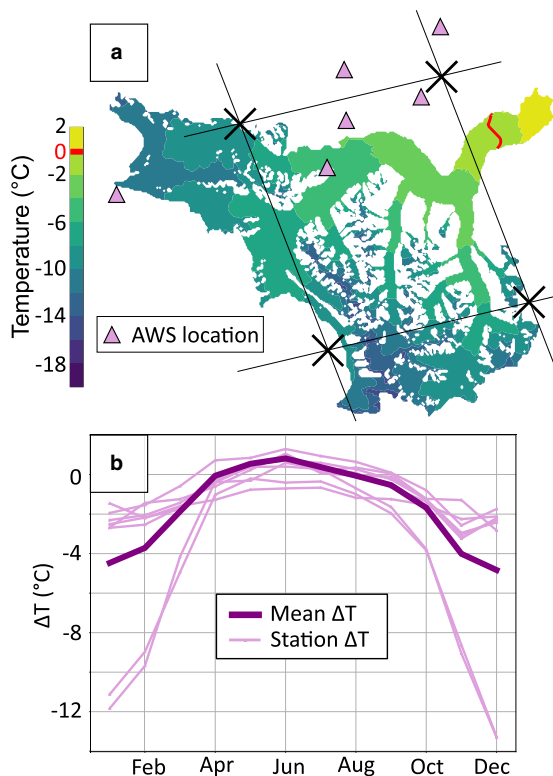 a
Temperature (°C)
2
0
-2
-6
-10
-14
-18
AWS location
b
ΔT (°C)
0
-4
-8
-12
Mean ΔT
Station ΔT
Feb Apr Jun Aug Oct Dec